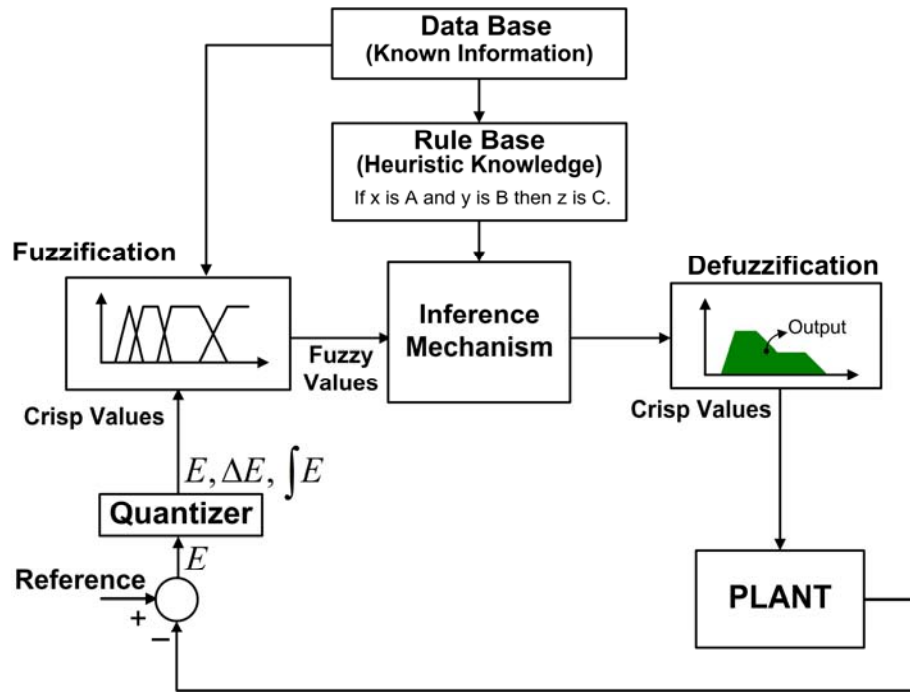 Data Base
(Known Information)
Rule Base
(Heuristic Knowledge)
If x is A and y is B then z is C.
Fuzzification
Defuzzification
Inference
Mechanism
Output
Fuzzy
Values
Crisp Values
Crisp Values
E, ΔE, ∫E
Quantizer
E
Reference
+
−
PLANT